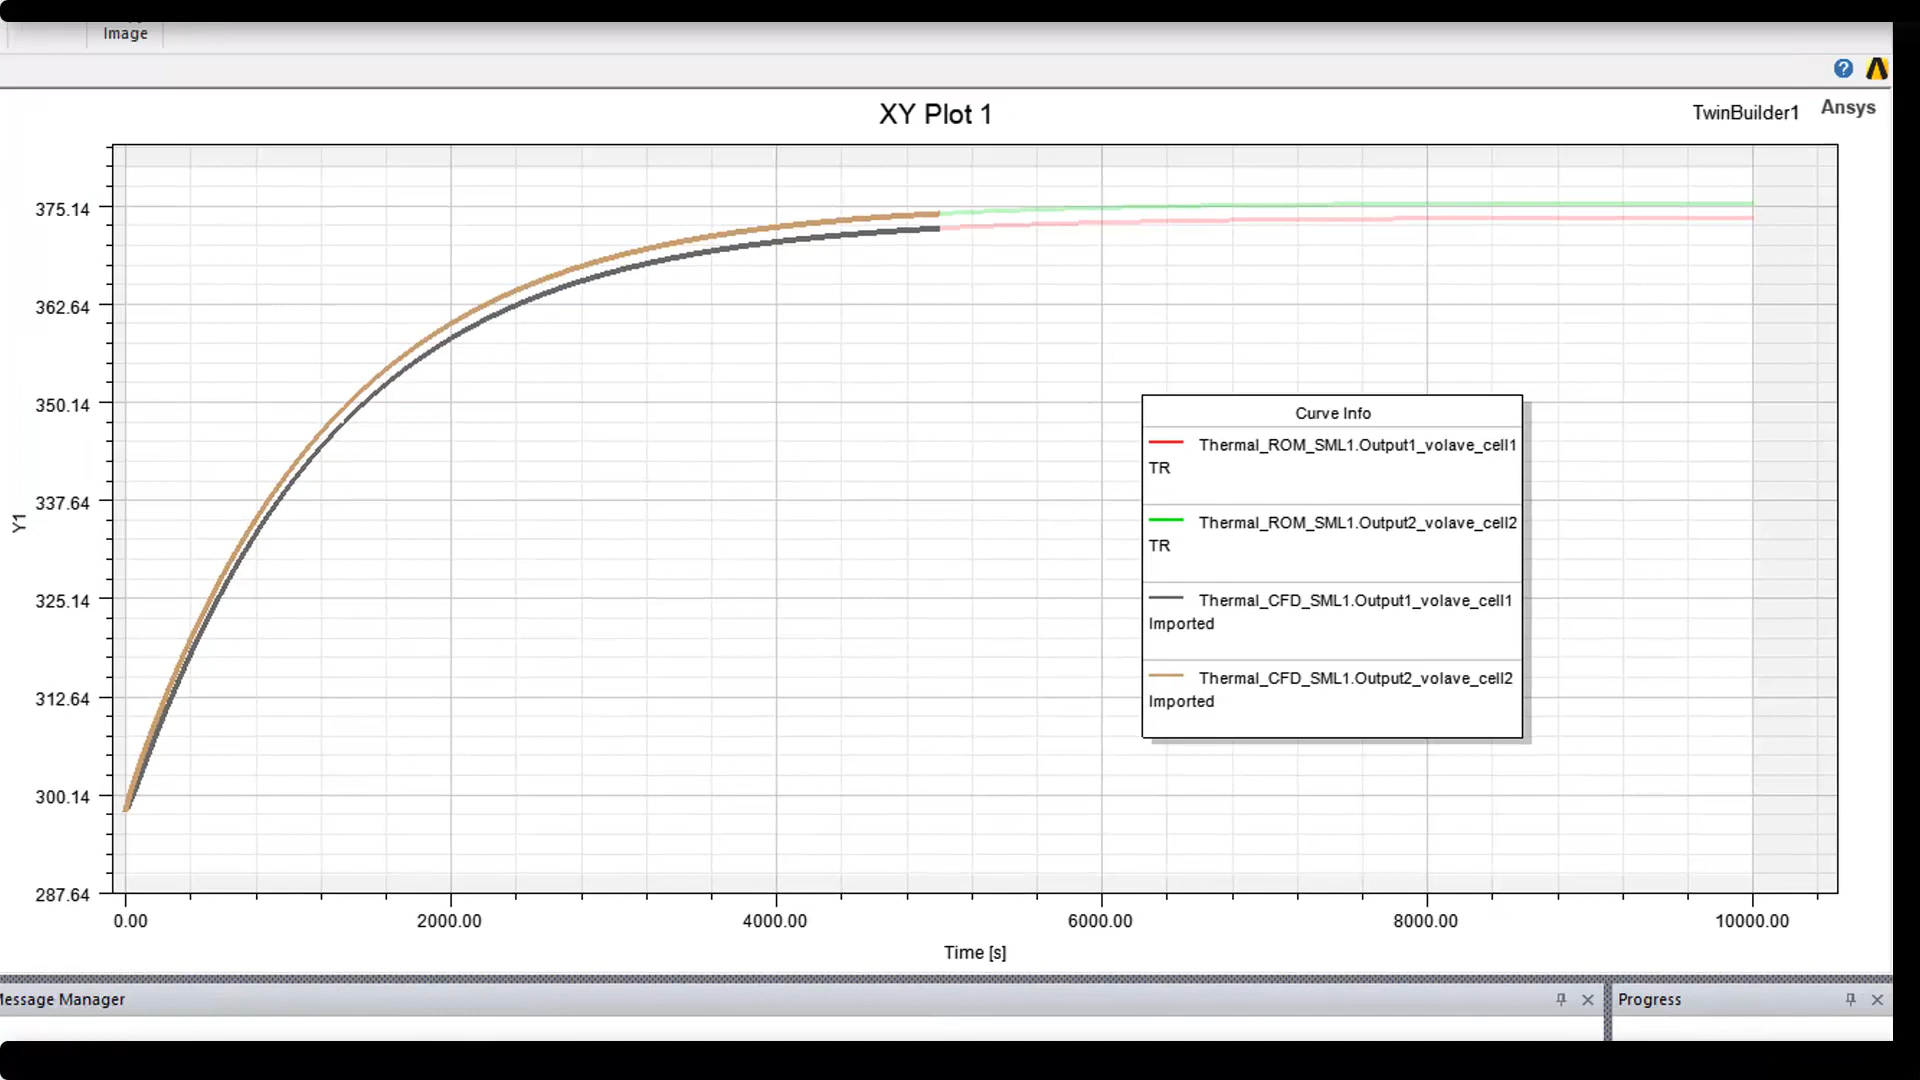 Image
XY Plot 1
TwinBuilder1
Ansys
375.14
362.64
350.14
337.64
325.14
312.64
300.14
287.64
Y1
Curve Info
Thermal_ROM_SML1.Output1_volave_cell1
TR
Thermal_ROM_SML1.Output2_volave_cell2
TR
Thermal_CFD_SML1.Output1_volave_cell1
Imported
Thermal_CFD_SML1.Output2_volave_cell2
Imported
0.00
2000.00
4000.00
6000.00
8000.00
10000.00
Time [s]
Message Manager
Progress